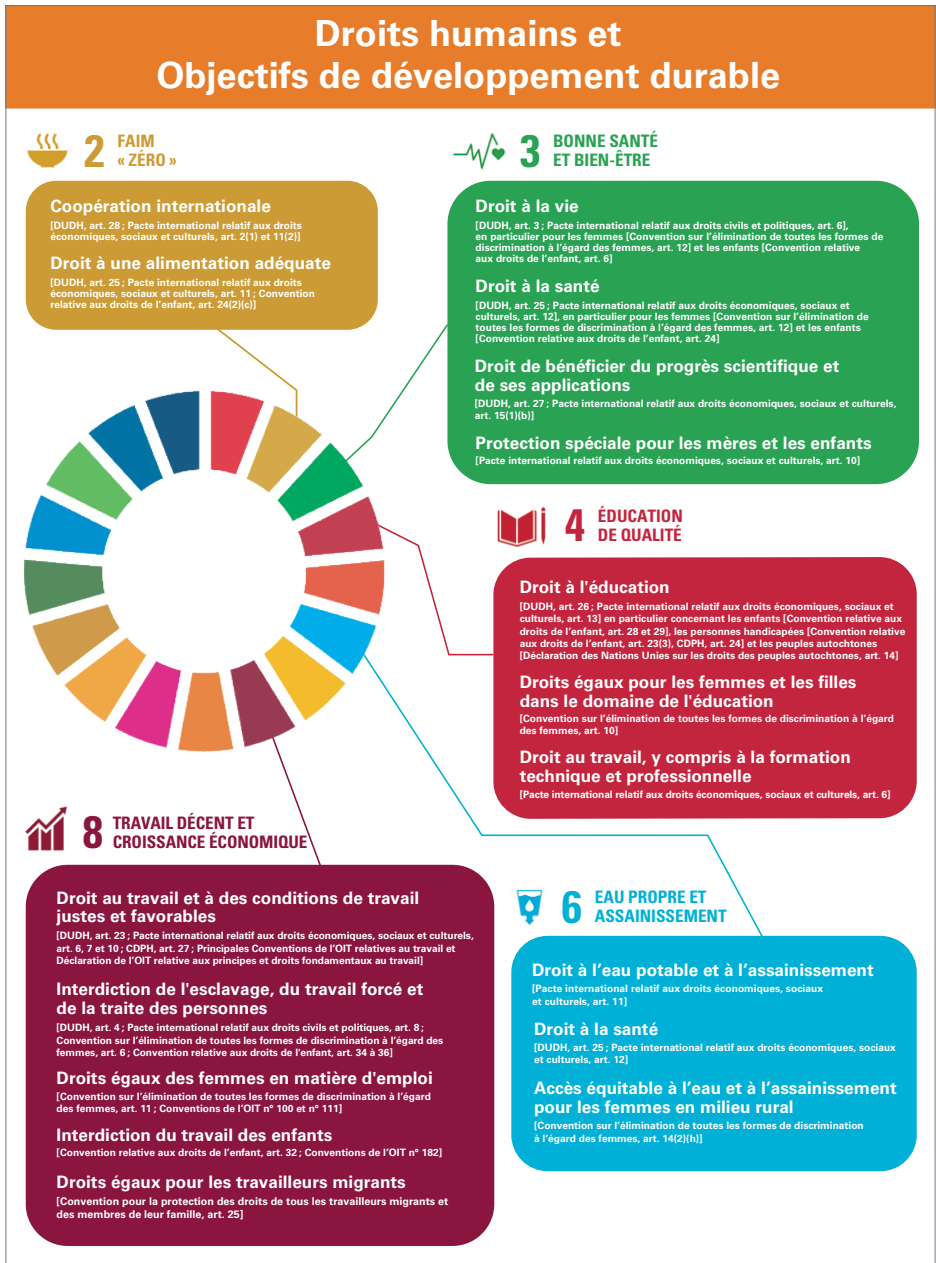 Droits humains et
Objectifs de développement durable
2 FAIM
« ZÉRO »
Coopération internationale
[DUDH, art. 28 ; Pacte international relatif aux droits
économiques, sociaux et culturels, art. 2(1) et 11(2)]
Droit à une alimentation adéquate
[DUDH, art. 25 ; Pacte international relatif aux droits
économiques, sociaux et culturels, art. 11 ; Convention
relative aux droits de l’enfant, art. 24(2)(c)]
3 BONNE SANTÉ
ET BIEN-ÊTRE
Droit à la vie
[DUDH, art. 3 ; Pacte international relatif aux droits civils et politiques, art. 6],
en particulier pour les femmes [Convention sur l’élimination de toutes les formes de
discrimination à l’égard des femmes, art. 12] et les enfants [Convention relative
aux droits de l’enfant, art. 6]
Droit à la santé
[DUDH, art. 25 ; Pacte international relatif aux droits économiques, sociaux et
culturels, art. 12], en particulier pour les femmes [Convention sur l’élimination de
toutes les formes de discrimination à l’égard des femmes, art. 12] et les enfants
[Convention relative aux droits de l’enfant, art. 24]
Droit de bénéficier du progrès scientifique et
de ses applications
[DUDH, art. 27 ; Pacte international relatif aux droits économiques, sociaux et culturels,
art. 15(1)(b)]
Protection spéciale pour les mères et les enfants
[Pacte international relatif aux droits économiques, sociaux et culturels, art. 10]
4 ÉDUCATION
DE QUALITÉ
Droit à l'éducation
[DUDH, art. 26 ; Pacte international relatif aux droits économiques, sociaux et
culturels, art. 13] en particulier concernant les enfants [Convention relative aux
droits de l’enfant, art. 28 et 29], les personnes handicapées [Convention relative
aux droits de l’enfant, art. 23(3), CDPH, art. 24] et les peuples autochtones
[Déclaration des Nations Unies sur les droits des peuples autochtones, art. 14]
Droits égaux pour les femmes et les filles
dans le domaine de l'éducation
[Convention sur l’élimination de toutes les formes de discrimination à l’égard
des femmes, art. 10]
Droit au travail, y compris à la formation
technique et professionnelle
[Pacte international relatif aux droits économiques, sociaux et culturels, art. 6]
8 TRAVAIL DÉCENT ET
CROISSANCE ÉCONOMIQUE
Droit au travail et à des conditions de travail
justes et favorables
[DUDH, art. 23 ; Pacte international relatif aux droits économiques, sociaux et culturels,
art. 6, 7 et 10 ; CDPH, art. 27 ; Principales Conventions de l’OIT relatives au travail et
Déclaration de l’OIT relative aux principes et droits fondamentaux au travail]
Interdiction de l'esclavage, du travail forcé et
de la traite des personnes
[DUDH, art. 4 ; Pacte international relatif aux droits civils et politiques, art. 8 ;
Convention sur l’élimination de toutes les formes de discrimination à l’égard des
femmes, art. 6 ; Convention relative aux droits de l'enfant, art. 34 à 36]
Droits égaux des femmes en matière d'emploi
[Convention sur l’élimination de toutes les formes de discrimination à l’égard
des femmes, art. 11 ; Conventions de l’OIT n° 100 et n° 111]
Interdiction du travail des enfants
[Convention relative aux droits de l’enfant, art. 32 ; Conventions de l’OIT n° 182]
Droits égaux pour les travailleurs migrants
[Convention pour la protection des droits de tous les travailleurs migrants et
des membres de leur famille, art. 25]
6 EAU PROPRE ET
ASSAINISSEMENT
Droit à l’eau potable et à l’assainissement
[Pacte international relatif aux droits économiques, sociaux
et culturels, art. 11]
Droit à la santé
[DUDH, art. 25 ; Pacte international relatif aux droits économiques, sociaux
et culturels, art. 12]
Accès équitable à l’eau et à l’assainissement
pour les femmes en milieu rural
[Convention sur l’élimination de toutes les formes de discrimination
à l’égard des femmes, art. 14(2)(h)]